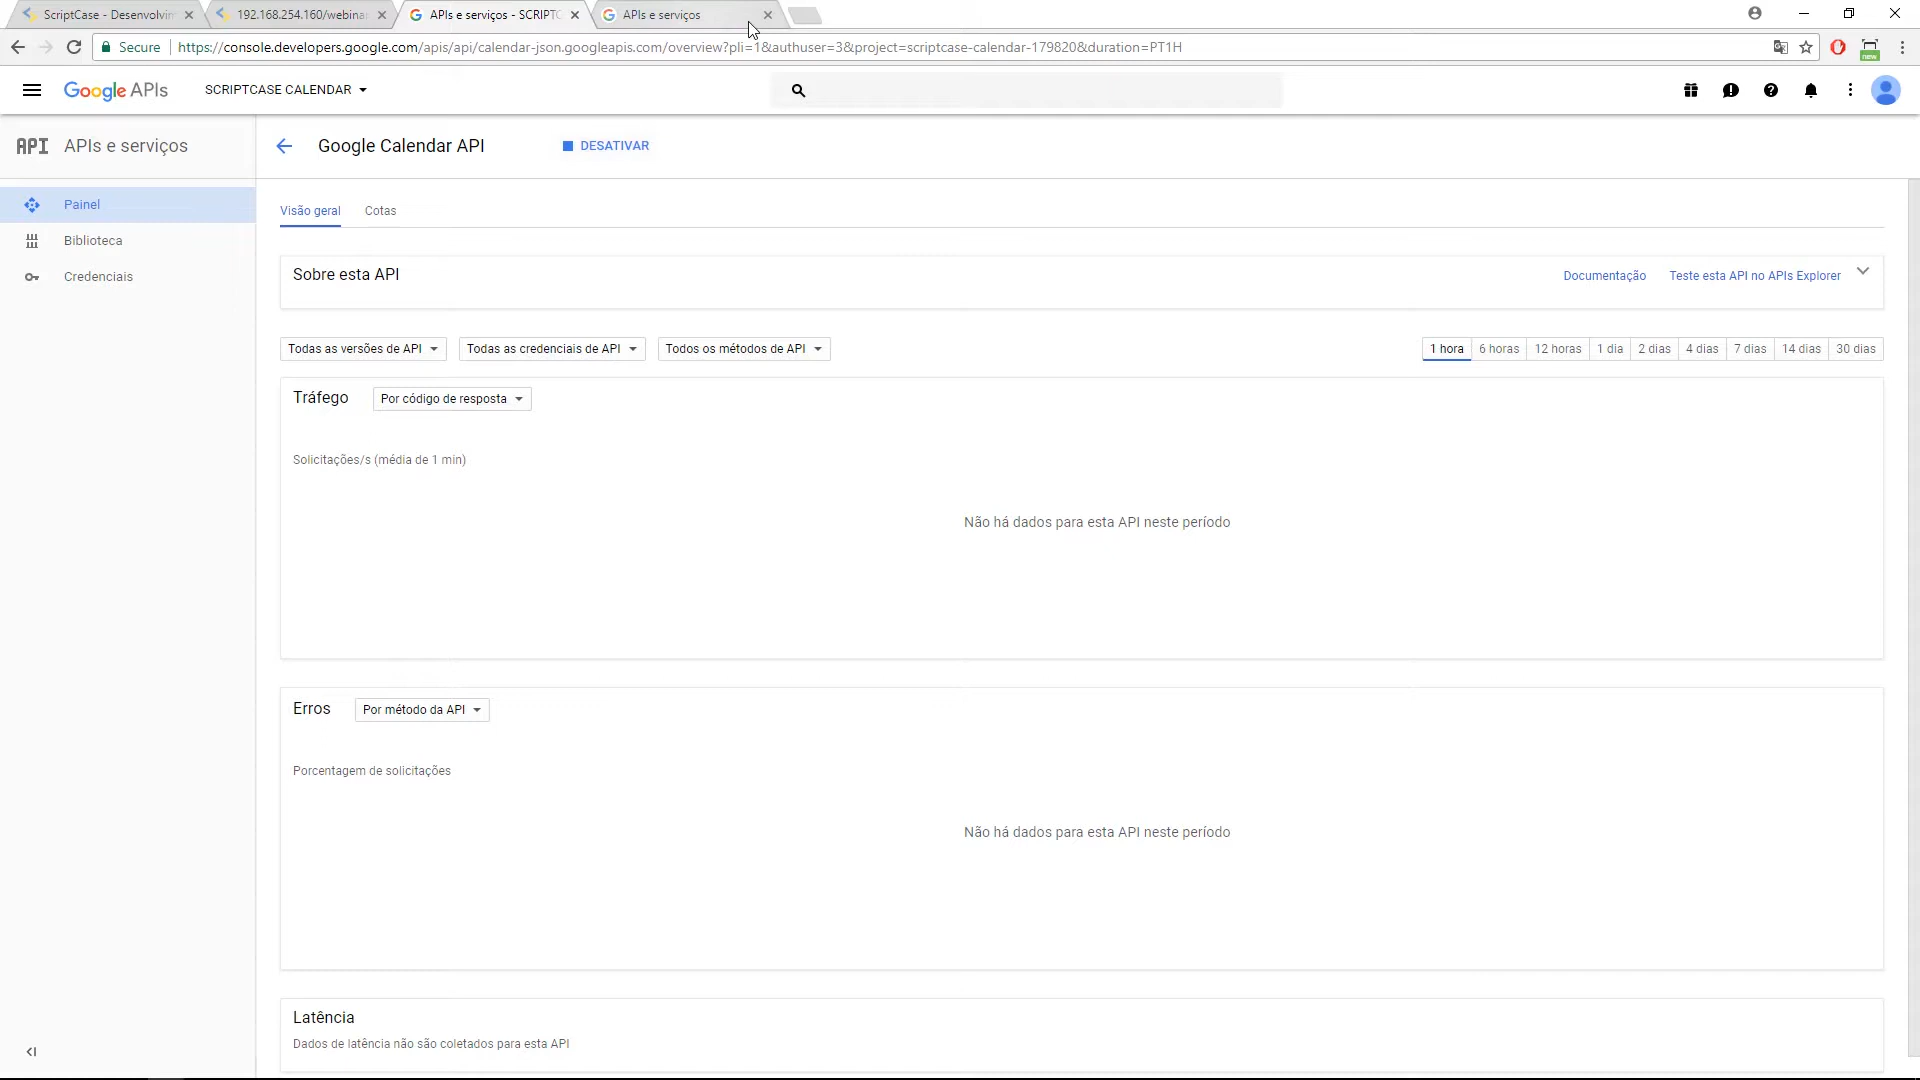 ScriptCase - Desenvolvin
192.168.254.160/webina
APIs e serviços - SCRIPTC
APIs e serviços
Secure
https://console.developers.google.com/apis/api/calendar-json.googleapis.com/overview?pli=1&authuser=3&project=scriptcase-calendar-179820&duration=PT1H
new
Google APIs
SCRIPTCASE CALENDAR
API APIs e serviços
Google Calendar API
DESATIVAR
Painel
Biblioteca
Credenciais
Visão geral
Cotas
Sobre esta API
Documentação
Teste esta API no APIs Explorer
Todas as versões de API
Todas as credenciais de API
Todos os métodos de API
1 hora
6 horas
12 horas
1 dia
2 dias
4 dias
7 dias
14 dias
30 dias
Tráfego
Por código de resposta
Solicitações/s (média de 1 min)
Não há dados para esta API neste período
Erros
Por método da API
Porcentagem de solicitações
Não há dados para esta API neste período
Latência
Dados de latência não são coletados para esta API